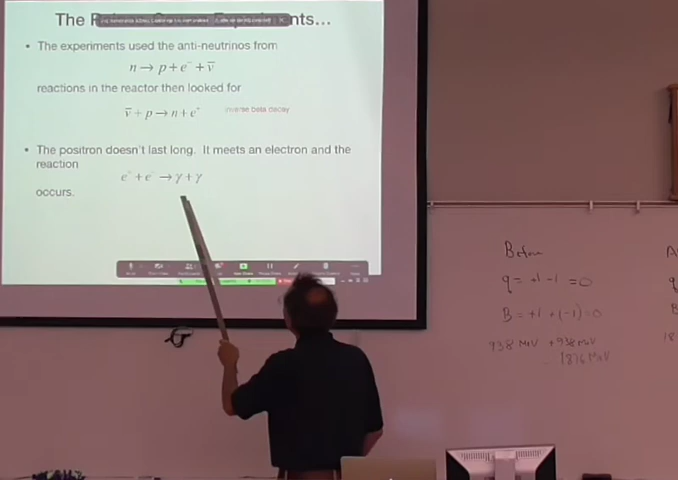 The
nts...
• The experiments used the anti-neutrinos from
n → p + e⁻ + ν̄
reactions in the reactor then looked for
ν̄ + p → n + e⁺ inverse beta decay
• The positron doesn't last long. It meets an electron and the
reaction
e⁺ + e⁻ → γ + γ
occurs.
Before
q = +1 -1 = 0
B = +1 + (-1) = 0
938 MeV + 938 MeV
1876 MeV